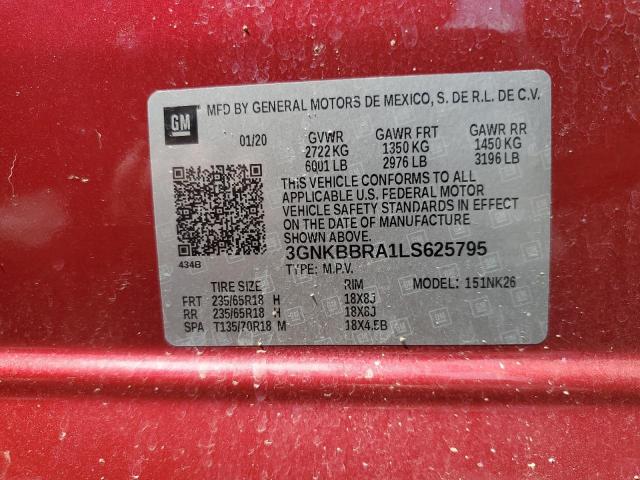 GM
MFD BY GENERAL MOTORS DE MEXICO, S. DE R.L. DE C.V.
01/20 GVWR GAWR FRT GAWR RR
2722 KG 1350 KG 1450 KG
6001 LB 2976 LB 3196 LB
THIS VEHICLE CONFORMS TO ALL
APPLICABLE U.S. FEDERAL MOTOR
VEHICLE SAFETY STANDARDS IN EFFECT
ON THE DATE OF MANUFACTURE
434B
3GNKBBRA1LS625795
TYPE: M.P.V. MODEL: 151NK26
TIRE SIZE RIM
FRT 235/65R18 H 18X8J
RR 235/65R18 H 18X8J
SPA T135/70R18 M 18X4.5B